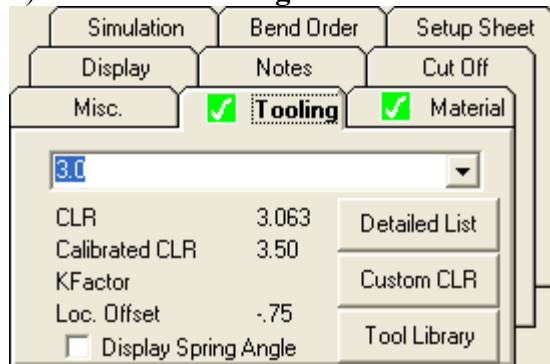 Simulation Bend Order Setup Sheet
Display Notes Cut Off
Misc. Tooling Material
3.0
CLR 3.063 Detailed List
Calibrated CLR 3.50
KFactor Custom CLR
Loc. Offset -.75
Display Spring Angle Tool Library